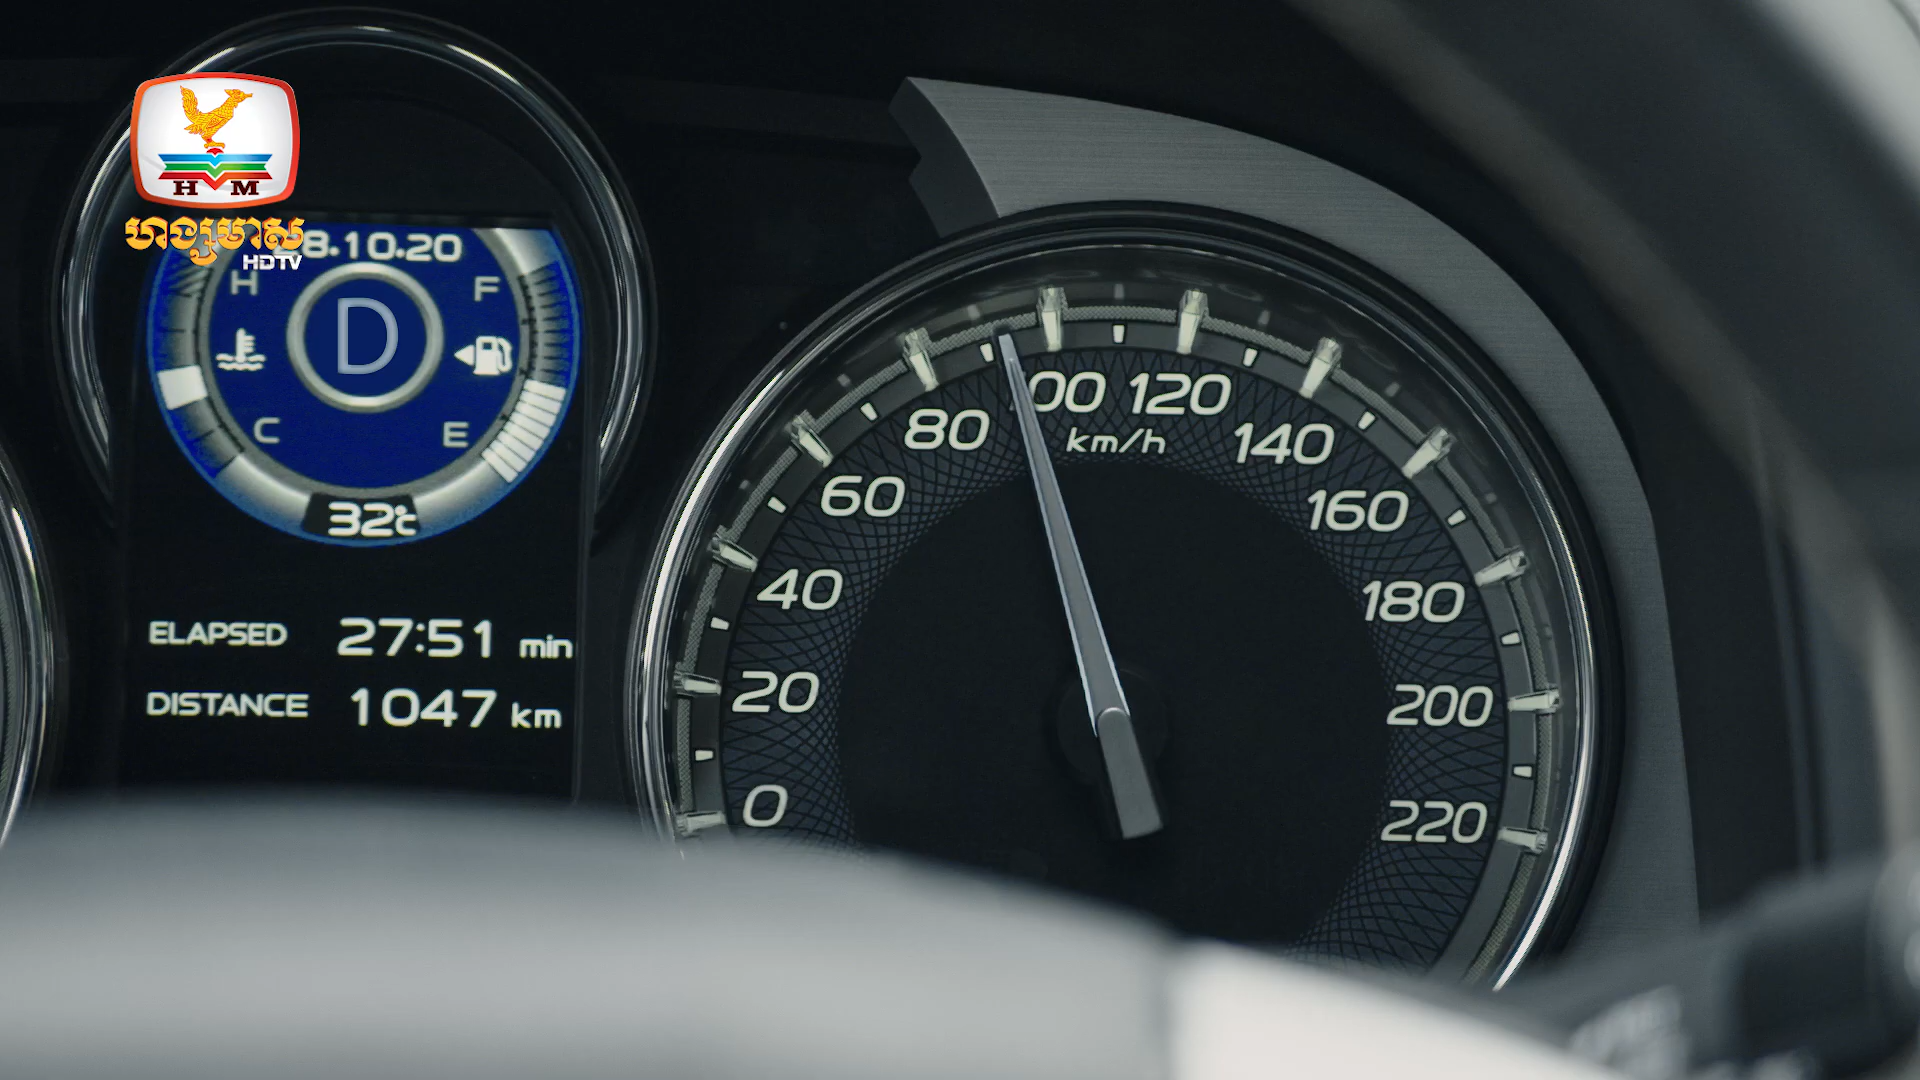 H M
ហង្សមាស
HDTV
8.10.20
H
F
D
C
E
32°c
ELAPSED 27:51 min
DISTANCE 1047 km
0
20
40
60
80
00
120
140
160
180
200
220
km/h